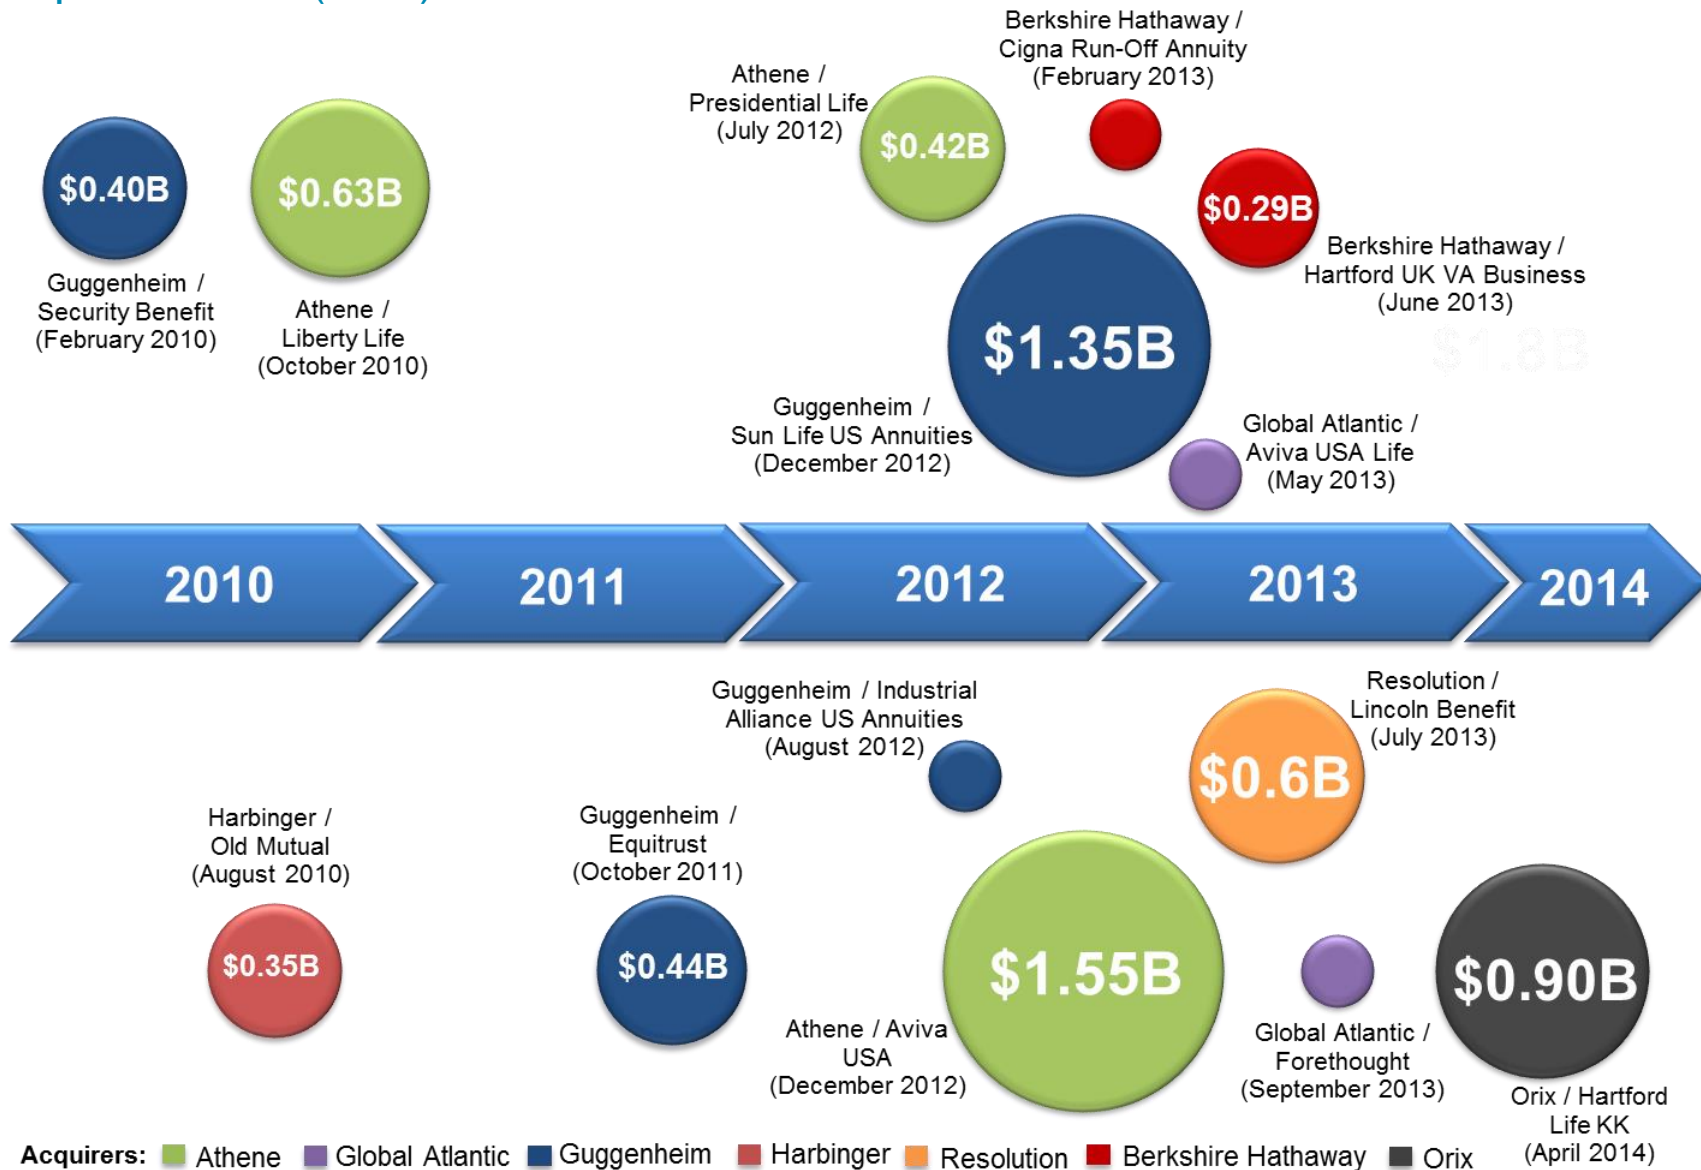 Berkshire Hathaway /
Cigna Run-Off Annuity
(February 2013)
Athene /
Presidential Life
(July 2012)
$0.42B
$0.40B
$0.63B
$0.29B
Guggenheim /
Security Benefit
(February 2010)
Athene /
Liberty Life
(October 2010)
Berkshire Hathaway /
Hartford UK VA Business
(June 2013)
$1.35B
$1.8B
Guggenheim /
Sun Life US Annuities
(December 2012)
Global Atlantic /
Aviva USA Life
(May 2013)
2010
2011
2012
2013
2014
Guggenheim / Industrial
Alliance US Annuities
(August 2012)
Resolution /
Lincoln Benefit
(July 2013)
$0.6B
Harbinger /
Old Mutual
(August 2010)
Guggenheim /
Equitrust
(October 2011)
$0.35B
$0.44B
$1.55B
$0.90B
Athene / Aviva
USA
(December 2012)
Global Atlantic /
Forethought
(September 2013)
Orix / Hartford
Life KK
(April 2014)
Acquirers: Athene Global Atlantic Guggenheim Harbinger Resolution Berkshire Hathaway Orix